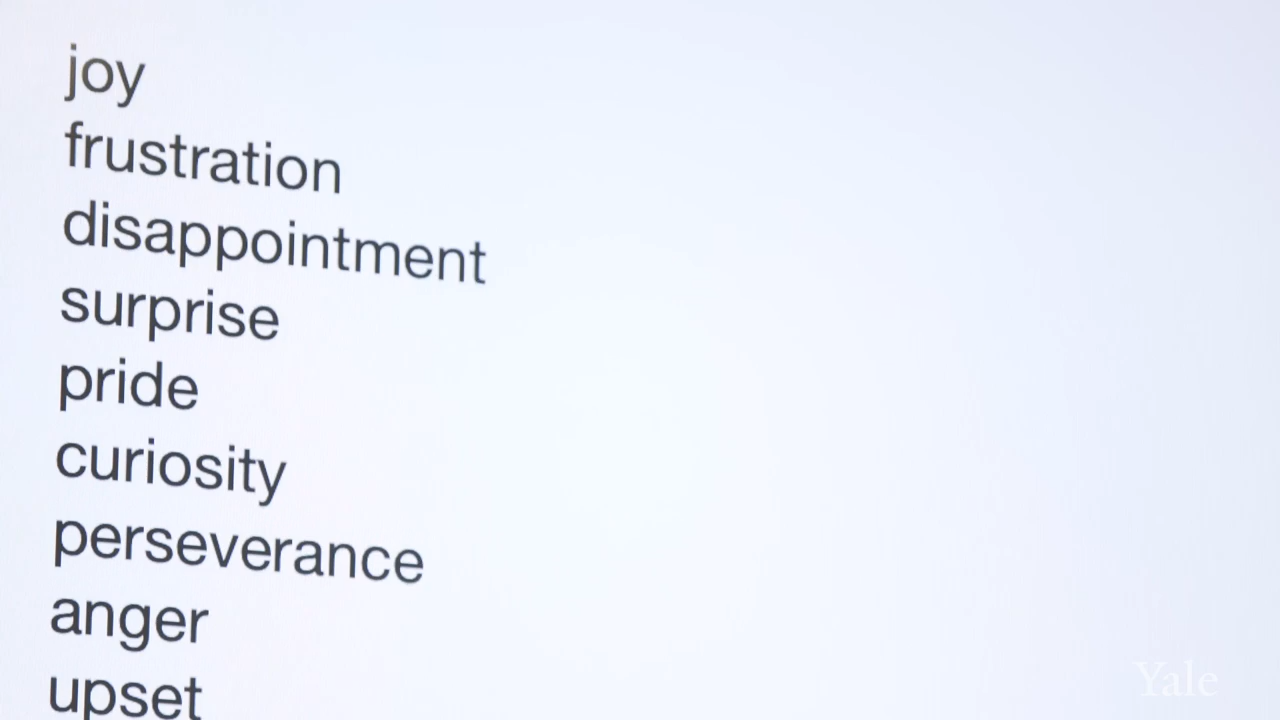 joy
frustration
disappointment
surprise
pride
curiosity
perseverance
anger
upset
Yale